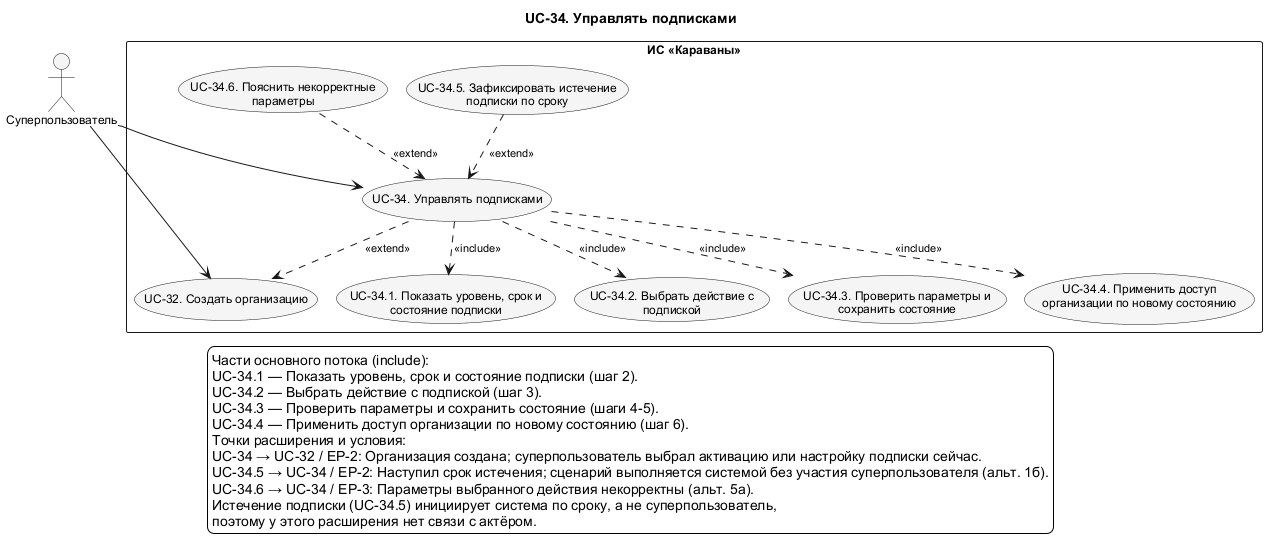 UC-34. Управлять подписками
ИС «Караваны»
Суперпользователь
UC-34.6. Пояснить некорректные
параметры
UC-34.5. Зафиксировать истечение
подписки по сроку
«extend»
«extend»
UC-34. Управлять подписками
«extend»
«include»
«include»
«include»
«include»
UC-32. Создать организацию
UC-34.1. Показать уровень, срок и
состояние подписки
UC-34.2. Выбрать действие с
подпиской
UC-34.3. Проверить параметры и
сохранить состояние
UC-34.4. Применить доступ
организации по новому состоянию
Части основного потока (include):
UC-34.1 — Показать уровень, срок и состояние подписки (шаг 2).
UC-34.2 — Выбрать действие с подпиской (шаг 3).
UC-34.3 — Проверить параметры и сохранить состояние (шаги 4-5).
UC-34.4 — Применить доступ организации по новому состоянию (шаг 6).
Точки расширения и условия:
UC-34 → UC-32 / EP-2: Организация создана; суперпользователь выбрал активацию или настройку подписки сейчас.
UC-34.5 → UC-34 / EP-2: Наступил срок истечения; сценарий выполняется системой без участия суперпользователя (альт. 1б).
UC-34.6 → UC-34 / EP-3: Параметры выбранного действия некорректны (альт. 5а).
Истечение подписки (UC-34.5) инициирует система по сроку, а не суперпользователь,
поэтому у этого расширения нет связи с актёром.